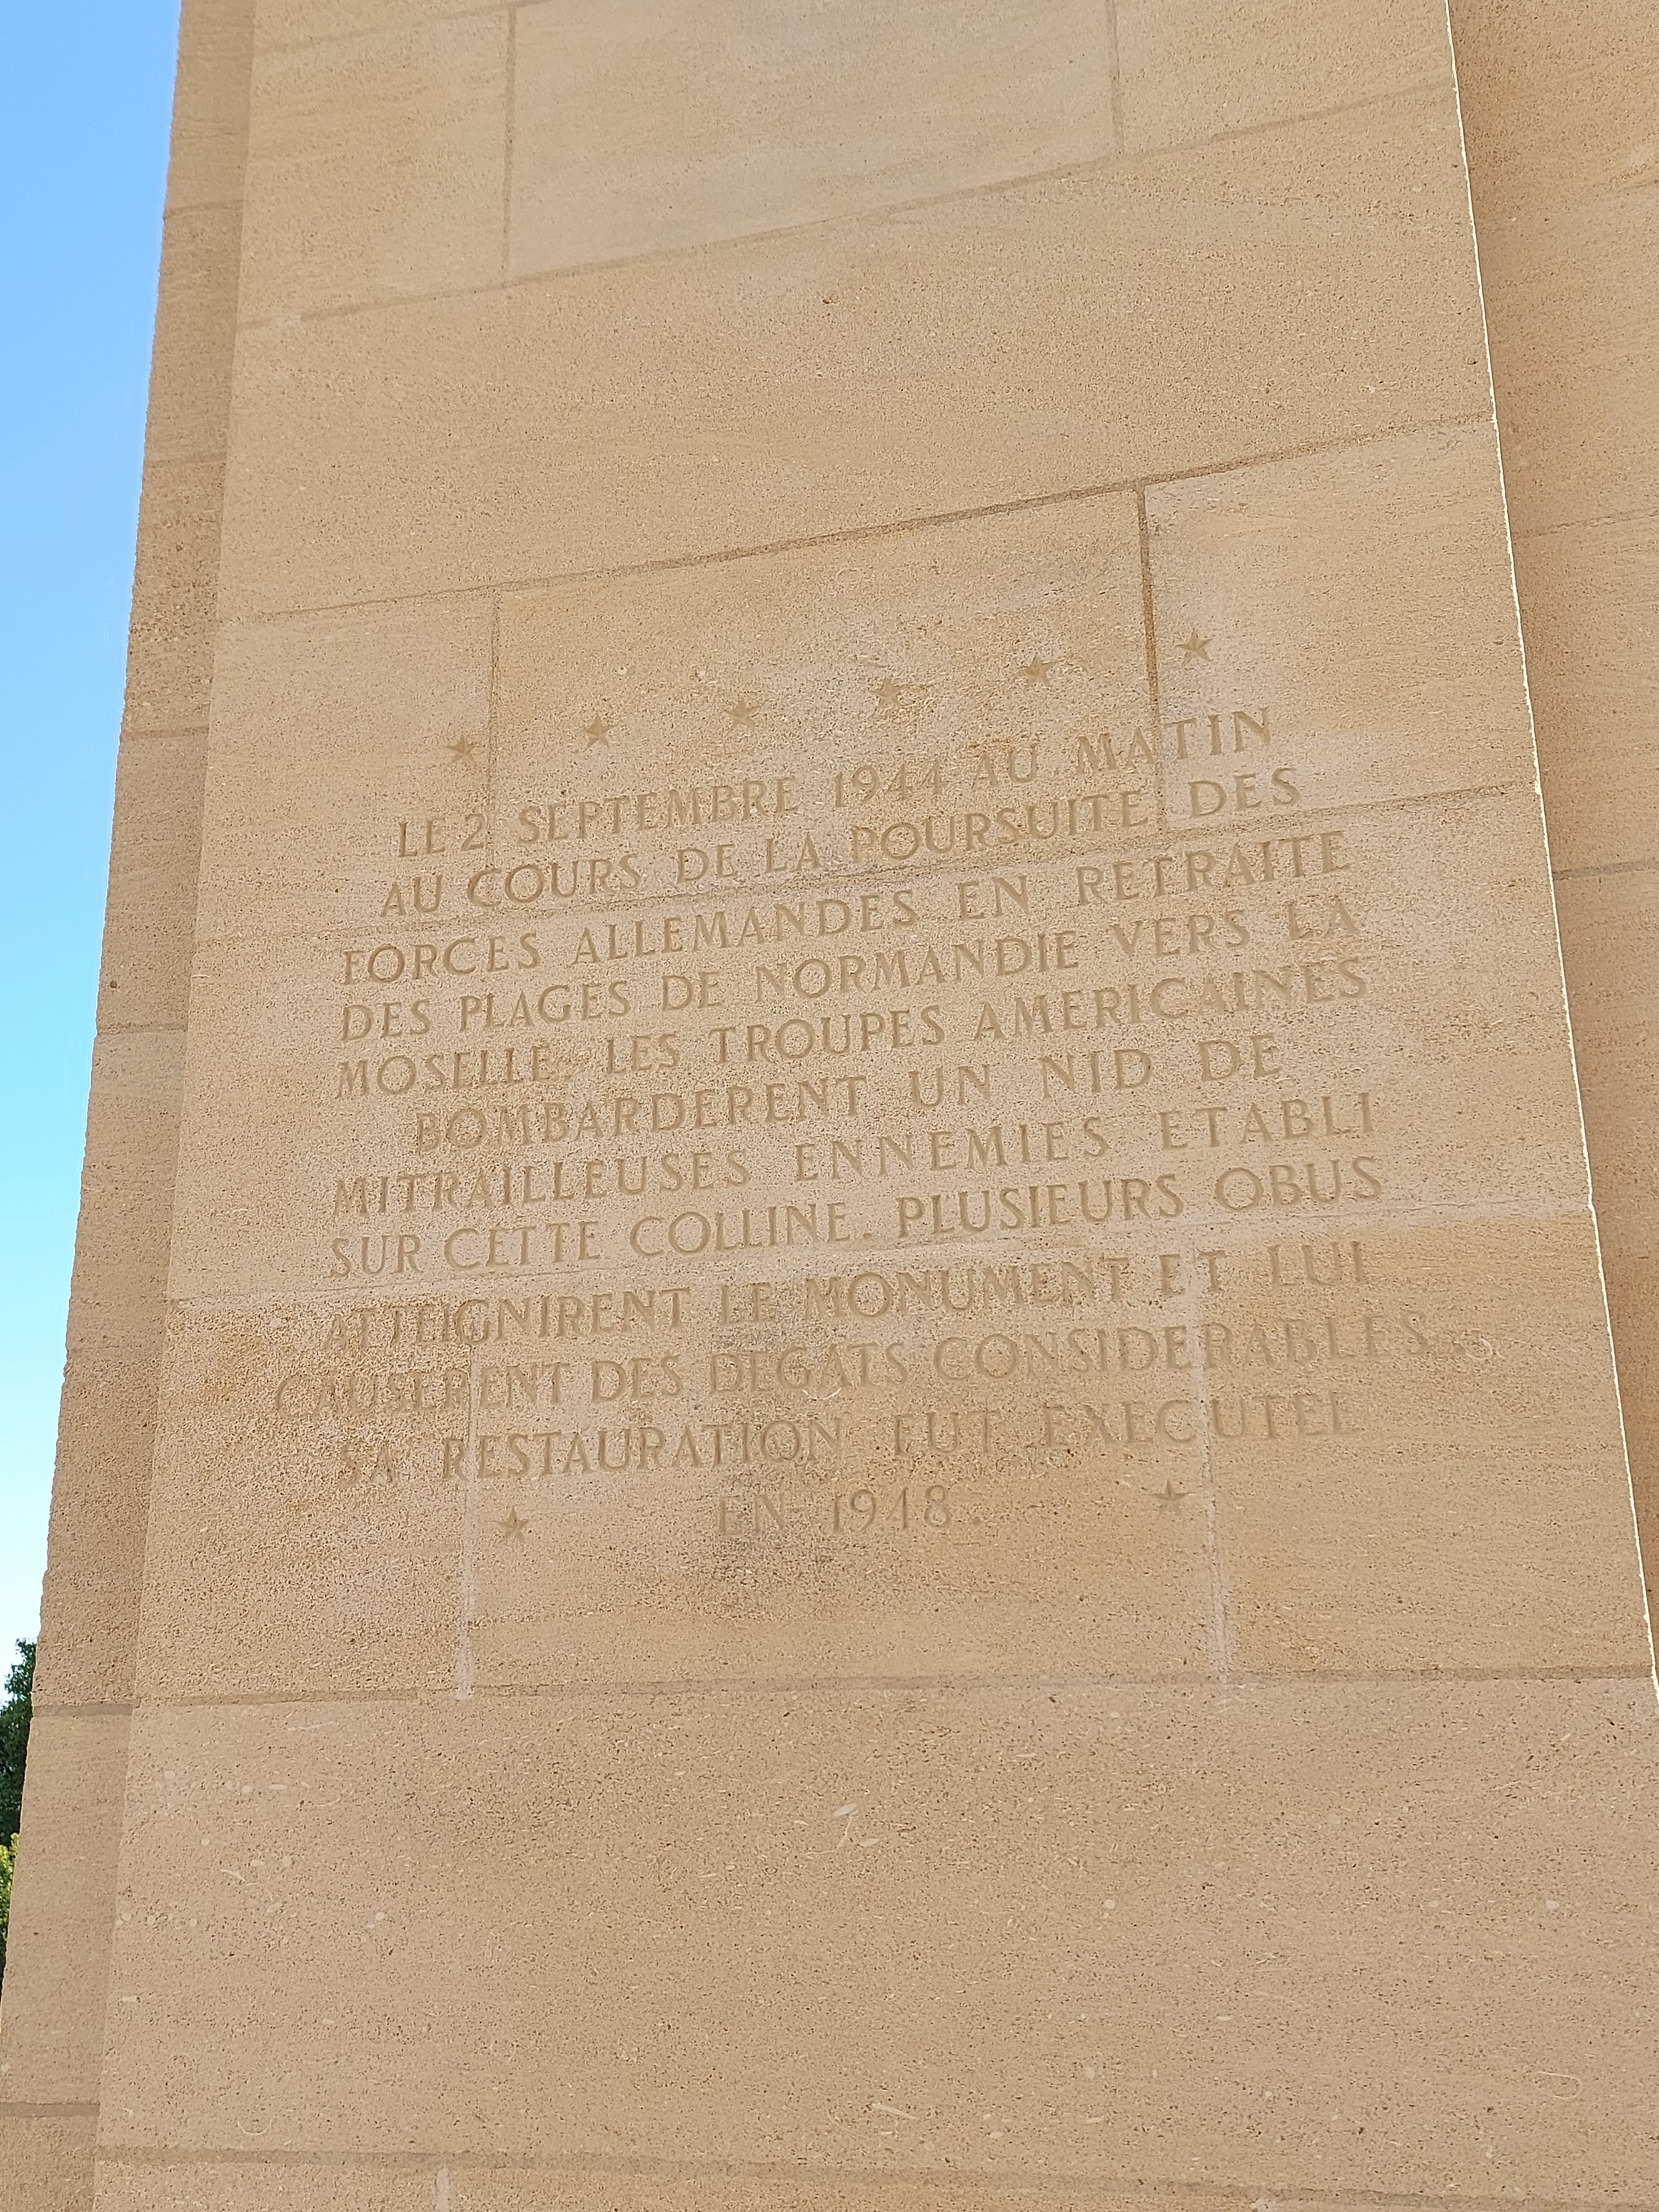 LE 2 SEPTEMBRE 1944 AU MATIN
AU COURS DE LA POURSUITE DES
FORCES ALLEMANDES EN RETRAITE
DES PLAGES DE NORMANDIE VERS LA
MOSELLE, LES TROUPES AMERICAINES
BOMBARDERENT UN NID DE
MITRAILLEUSES ENNEMIES ETABLI
SUR CETTE COLLINE. PLUSIEURS OBUS
ATTEIGNIRENT LE MONUMENT ET LUI
CAUSERENT DES DEGATS CONSIDERABLES.
SA RESTAURATION FUT EXECUTEE
EN 1948.